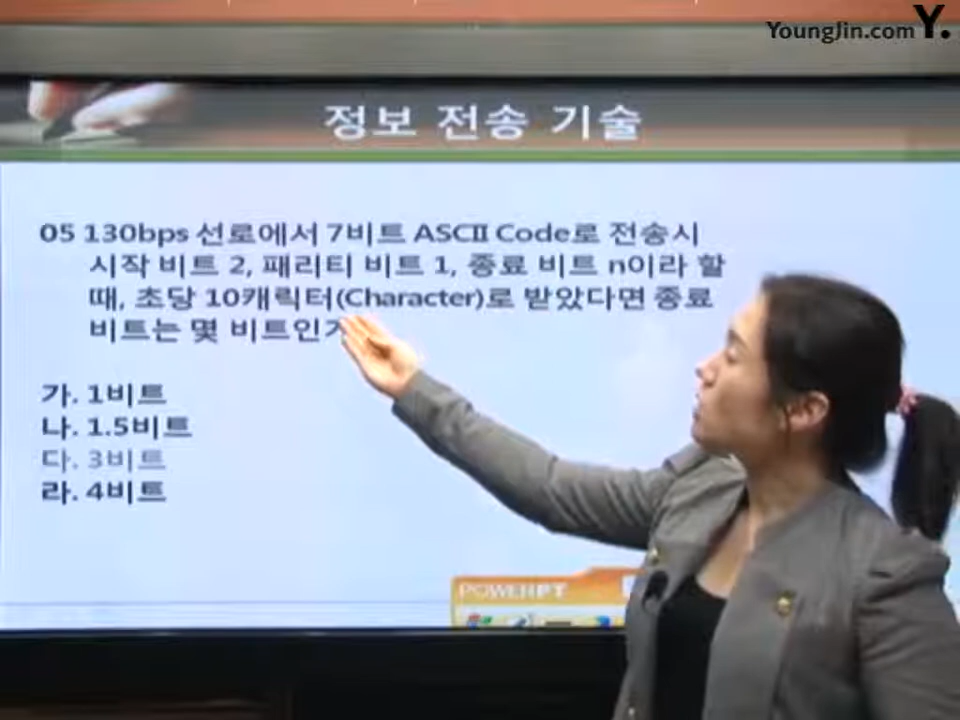 YoungJin.com Y.
정보 전송 기술
05 130bps 선로에서 7비트 ASCII Code로 전송시
시작 비트 2, 패리티 비트 1, 종료 비트 n이라 할
때, 초당 10캐릭터(Character)로 받았다면 종료
비트는 몇 비트인가
가. 1비트
나. 1.5비트
다. 3비트
라. 4비트
POWERPT